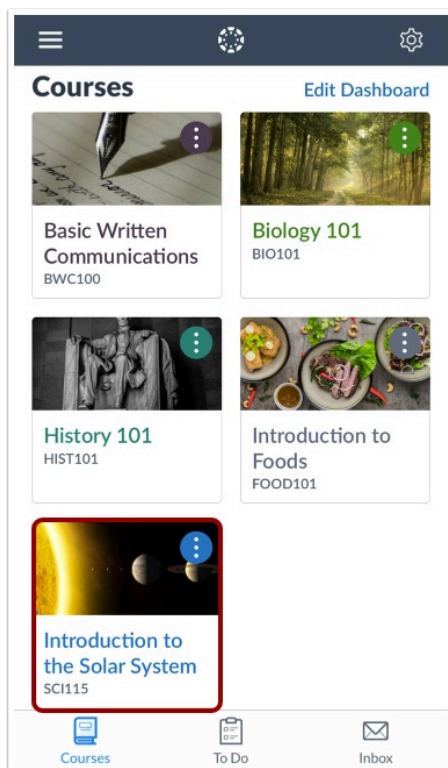 Courses
Edit Dashboard
Basic Written
Communications
BWC100
Biology 101
BIO101
History 101
HIST101
Introduction to
Foods
FOOD101
Introduction to
the Solar System
SCI115
Courses
To Do
Inbox